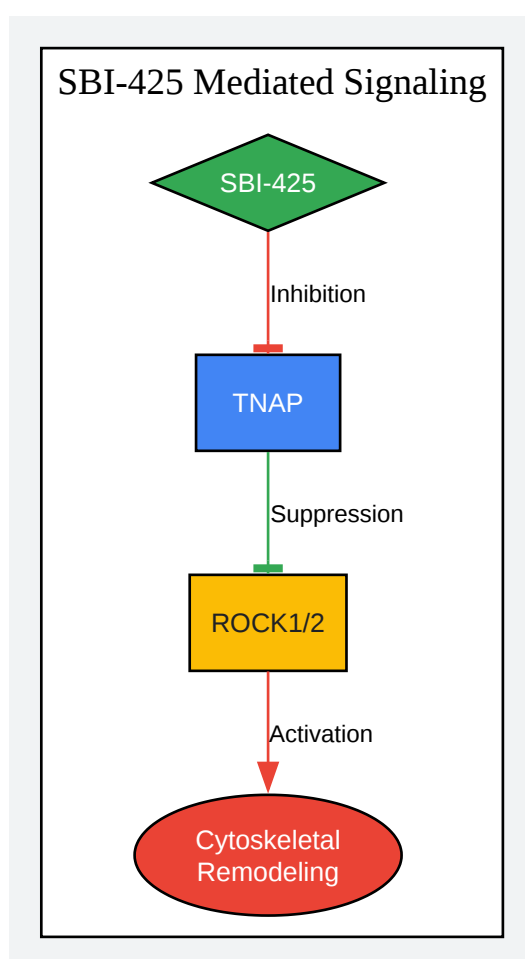 SBI-425 Mediated Signaling
SBI-425
Inhibition
TNAP
Suppression
ROCK1/2
Activation
Cytoskeletal
Remodeling